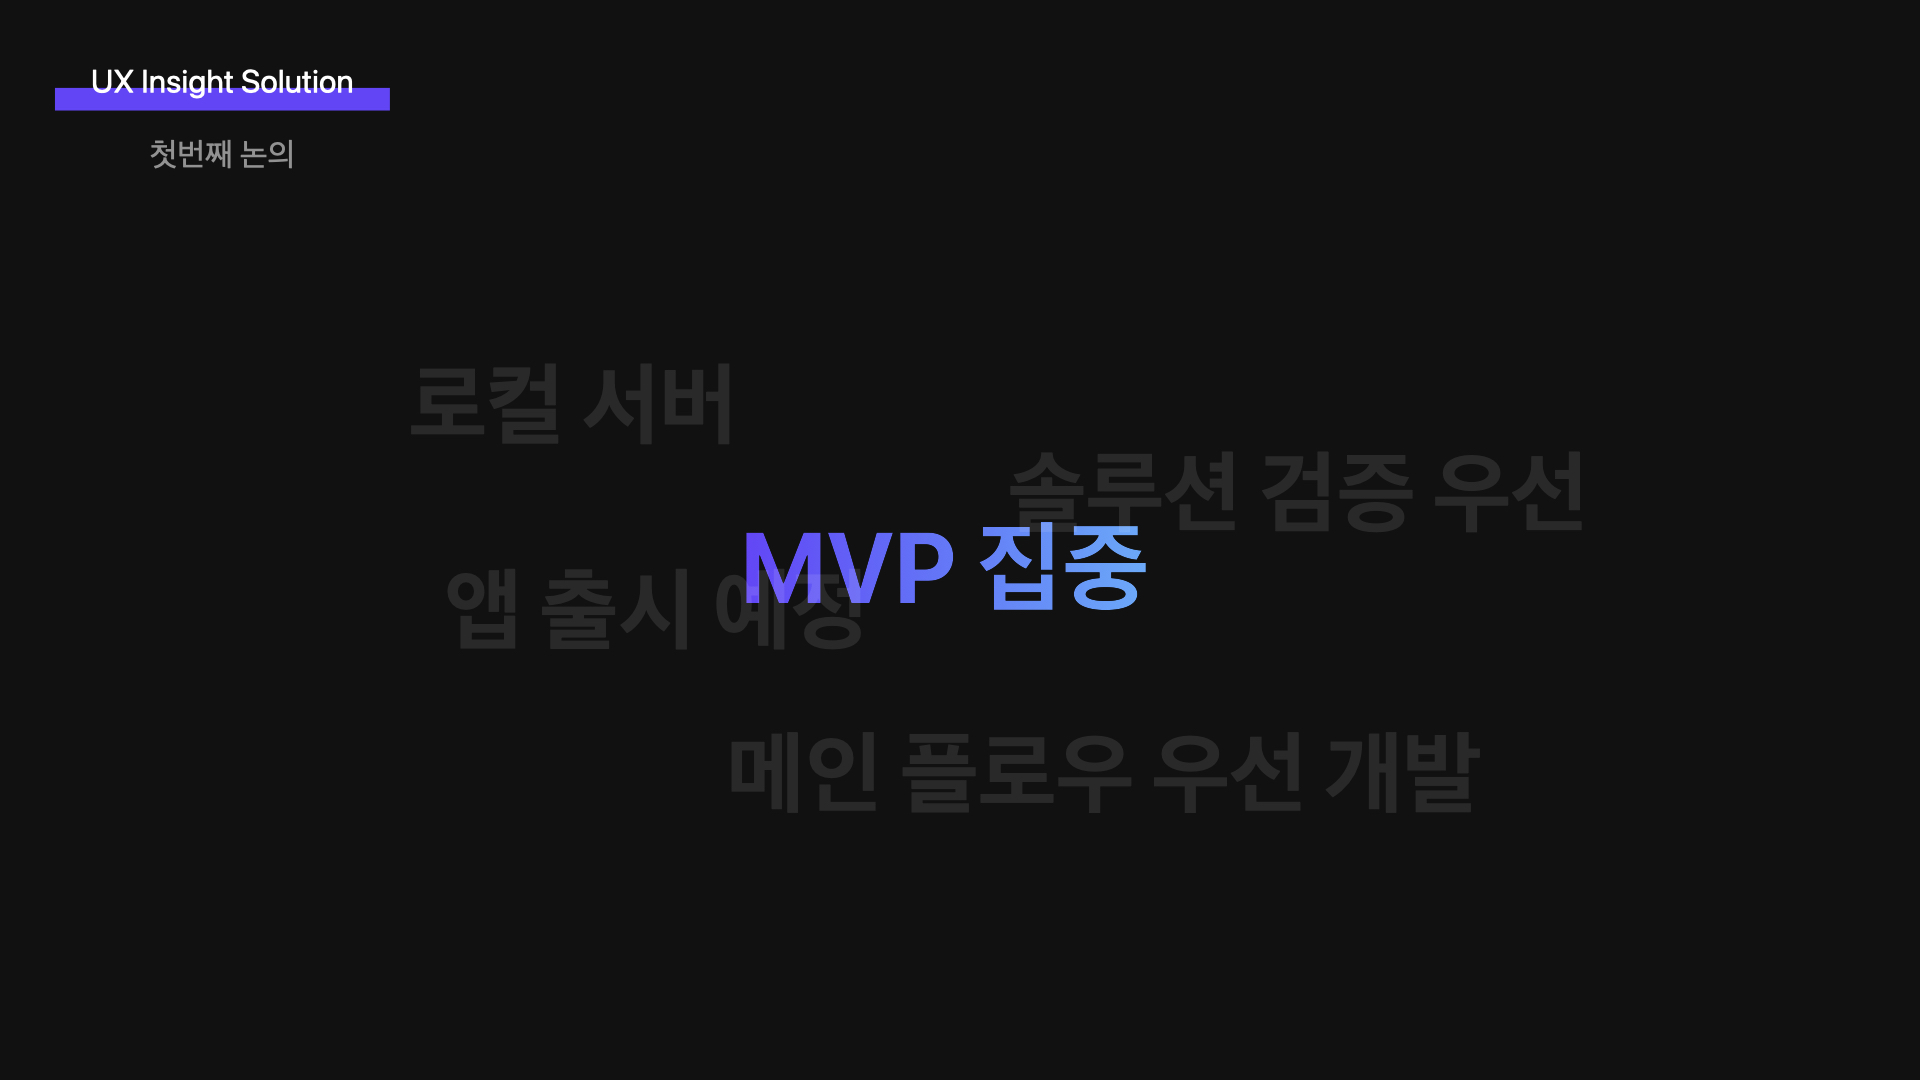 UX Insight Solution
첫번째 논의
로컬 서버
솔루션 검증 우선
MVP 집중
앱 출시 예정
메인 플로우 우선 개발